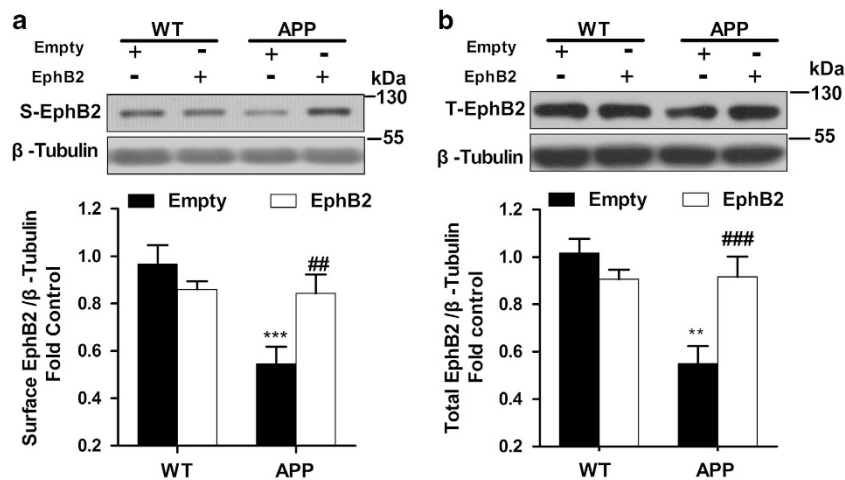 a
WT APP
Empty + - + -
EphB2 - + - + kDa
S-EphB2 130
β -Tubulin 55
Empty EphB2
Surface EphB2 /β -Tubulin
Fold Control
1.2
1.0
0.8
0.6
0.4
0.2
***
##
WT APP
b
WT APP
Empty + - + -
EphB2 - + - + kDa
T-EphB2 130
β -Tubulin 55
Empty EphB2
Total EphB2 /β -Tubulin
Fold control
1.2
1.0
0.8
0.6
0.4
0.2
**
###
WT APP